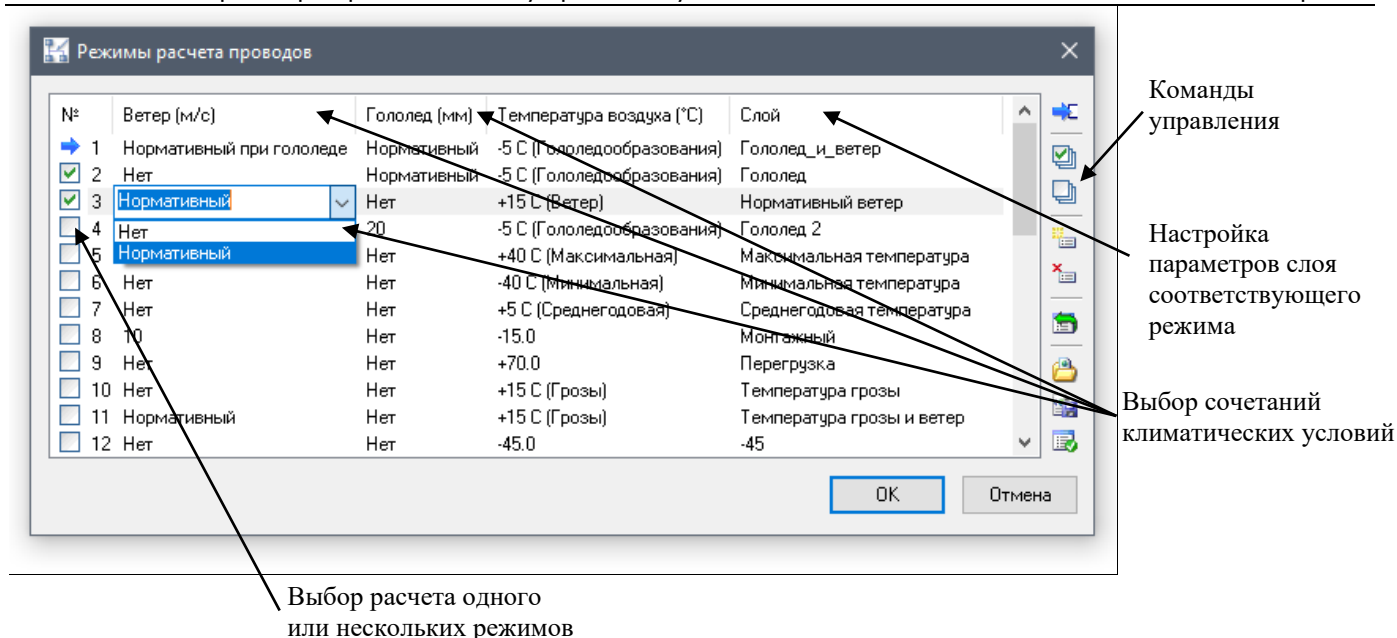 Режимы расчета проводов
№ Ветер (м/с) Гололед (мм) Температура воздуха (°C) Слой
1 Нормативный при гололеде Нормативный -5 C (Гололедообразования) Гололед_и_ветер
2 Нет Нормативный -5 C (Гололедообразования) Гололед
3 Нормативный Нет +15 C (Ветер) Нормативный ветер
4 Нет 20 -5 C (Гололедообразования) Гололед 2
5 Нормативный Нет +40 C (Максимальная) Максимальная температура
6 Нет Нет -40 C (Минимальная) Минимальная температура
7 Нет Нет +5 C (Среднегодовая) Среднегодовая температура
8 10 Нет -15.0 Монтажный
9 Нет Нет +70.0 Перегрузка
10 Нет Нет +15 C (Грозы) Температура грозы
11 Нормативный Нет +15 C (Грозы) Температура грозы и ветер
12 Нет Нет -45.0 -45
OK Отмена
Команды
управления
Настройка
параметров слоя
соответствующего
режима
Выбор сочетаний
климатических условий
Выбор расчета одного
или нескольких режимов